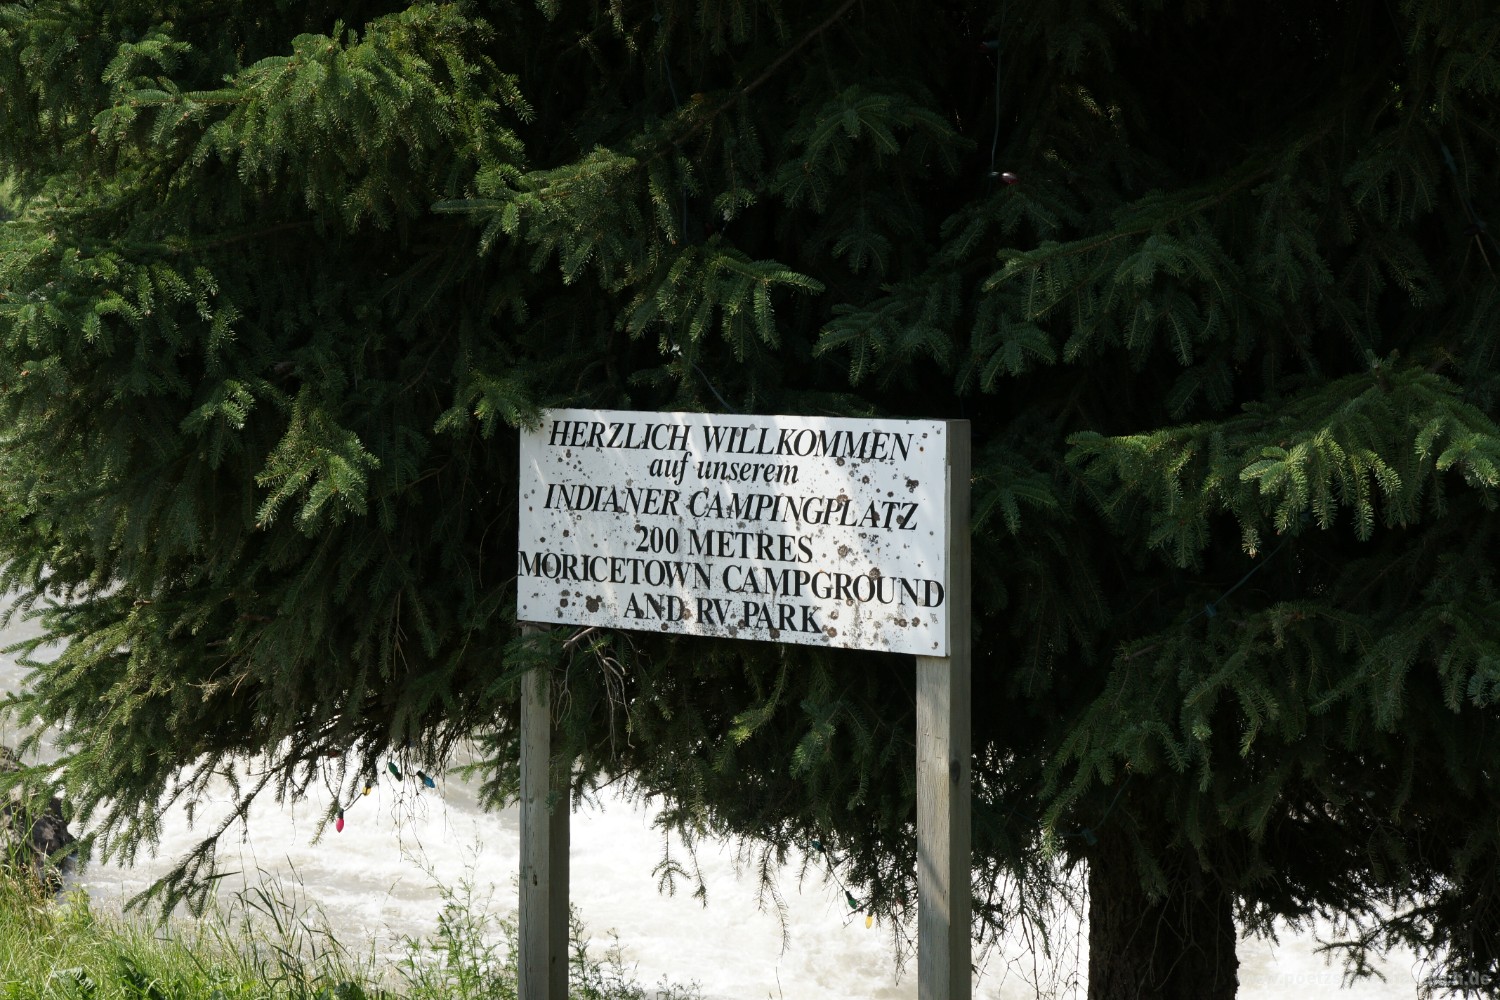 HERZLICH WILLKOMMEN
auf unserem
INDIANER CAMPINGPLATZ
200 METRES
MORICETOWN CAMPGROUND
AND RV PARK